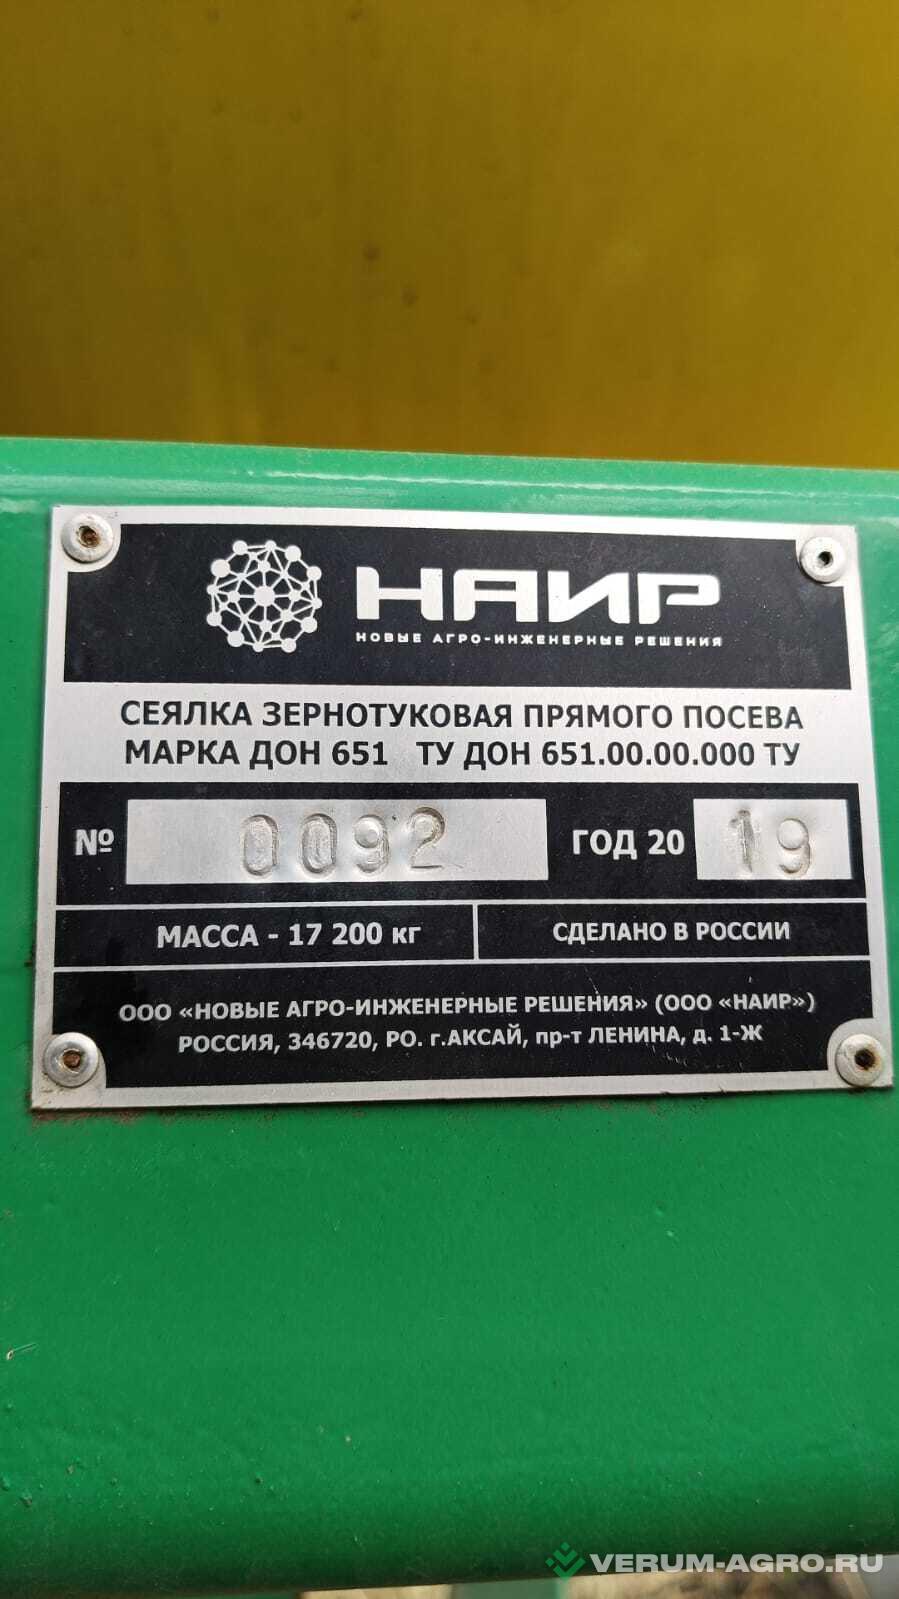 НАИР
НОВЫЕ АГРО-ИНЖЕНЕРНЫЕ РЕШЕНИЯ
СЕЯЛКА ЗЕРНОТУКОВАЯ ПРЯМОГО ПОСЕВА
МАРКА ДОН 651 ТУ ДОН 651.00.00.000 ТУ
№ 0092 ГОД 20 19
МАССА - 17 200 кг СДЕЛАНО В РОССИИ
ООО «НОВЫЕ АГРО-ИНЖЕНЕРНЫЕ РЕШЕНИЯ» (ООО «НАИР»)
РОССИЯ, 346720, РО. г.АКСАЙ, пр-т ЛЕНИНА, д. 1-Ж
VERUM-AGRO.RU